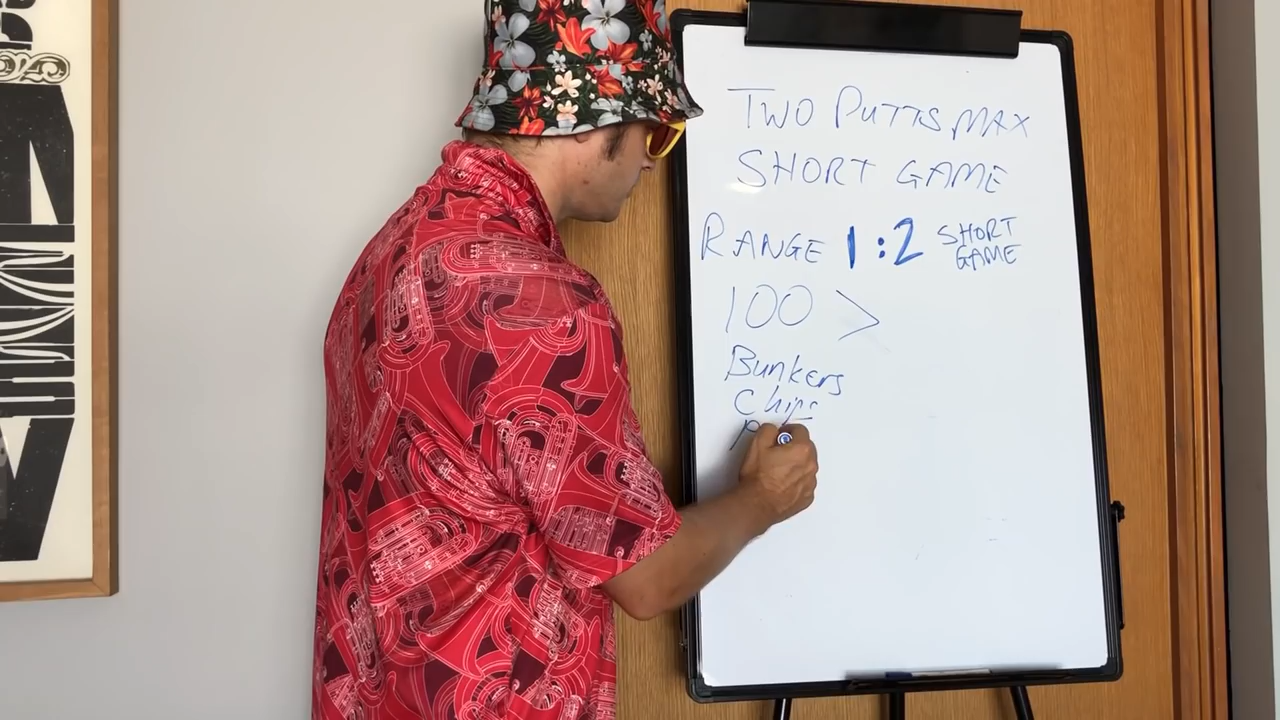 TWO PUTTS MAX
SHORT GAME
RANGE 1:2 SHORT GAME
100 >
Bunkers
Chips
P